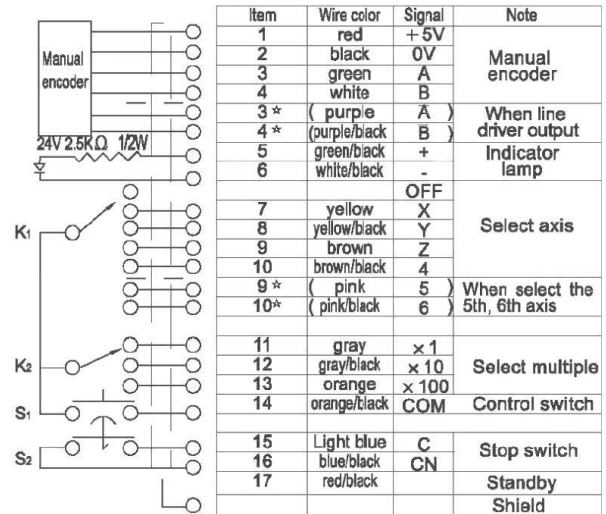 Item Wire color Signal Note
1 red +5V
2 black 0V
3 green A
4 white B
Manual encoder
3☆ ( purple A̅ )
4☆ (purple/black B̅ )
When line driver output
5 green/black +
6 white/black -
Indicator lamp
OFF
7 yellow X
8 yellow/black Y
9 brown Z
10 brown/black 4
Select axis
9☆ ( pink 5 )
10☆ ( pink/black 6 )
When select the 5th, 6th axis
11 gray ×1
12 gray/black ×10
13 orange ×100
Select multiple
14 orange/black COM Control switch
15 Light blue C
16 blue/black CN
Stop switch
17 red/black Standby
Shield
Manual
encoder
24V 2.5KΩ 1/2W
K1
K2
S1
S2